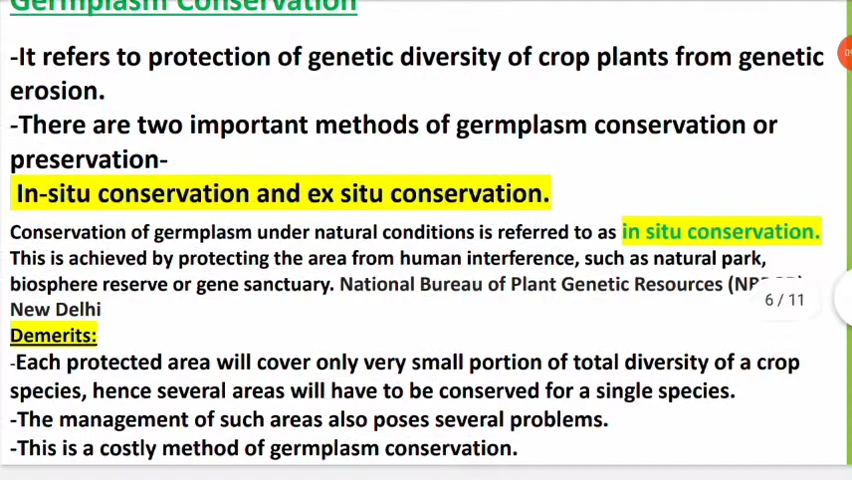 Germplasm Conservation
-It refers to protection of genetic diversity of crop plants from genetic
erosion.
-There are two important methods of germplasm conservation or
preservation-
In-situ conservation and ex situ conservation.
Conservation of germplasm under natural conditions is referred to as in situ conservation.
This is achieved by protecting the area from human interference, such as natural park,
biosphere reserve or gene sanctuary. National Bureau of Plant Genetic Resources
6 / 11
New Delhi
Demerits:
-Each protected area will cover only very small portion of total diversity of a crop
species, hence several areas will have to be conserved for a single species.
-The management of such areas also poses several problems.
-This is a costly method of germplasm conservation.